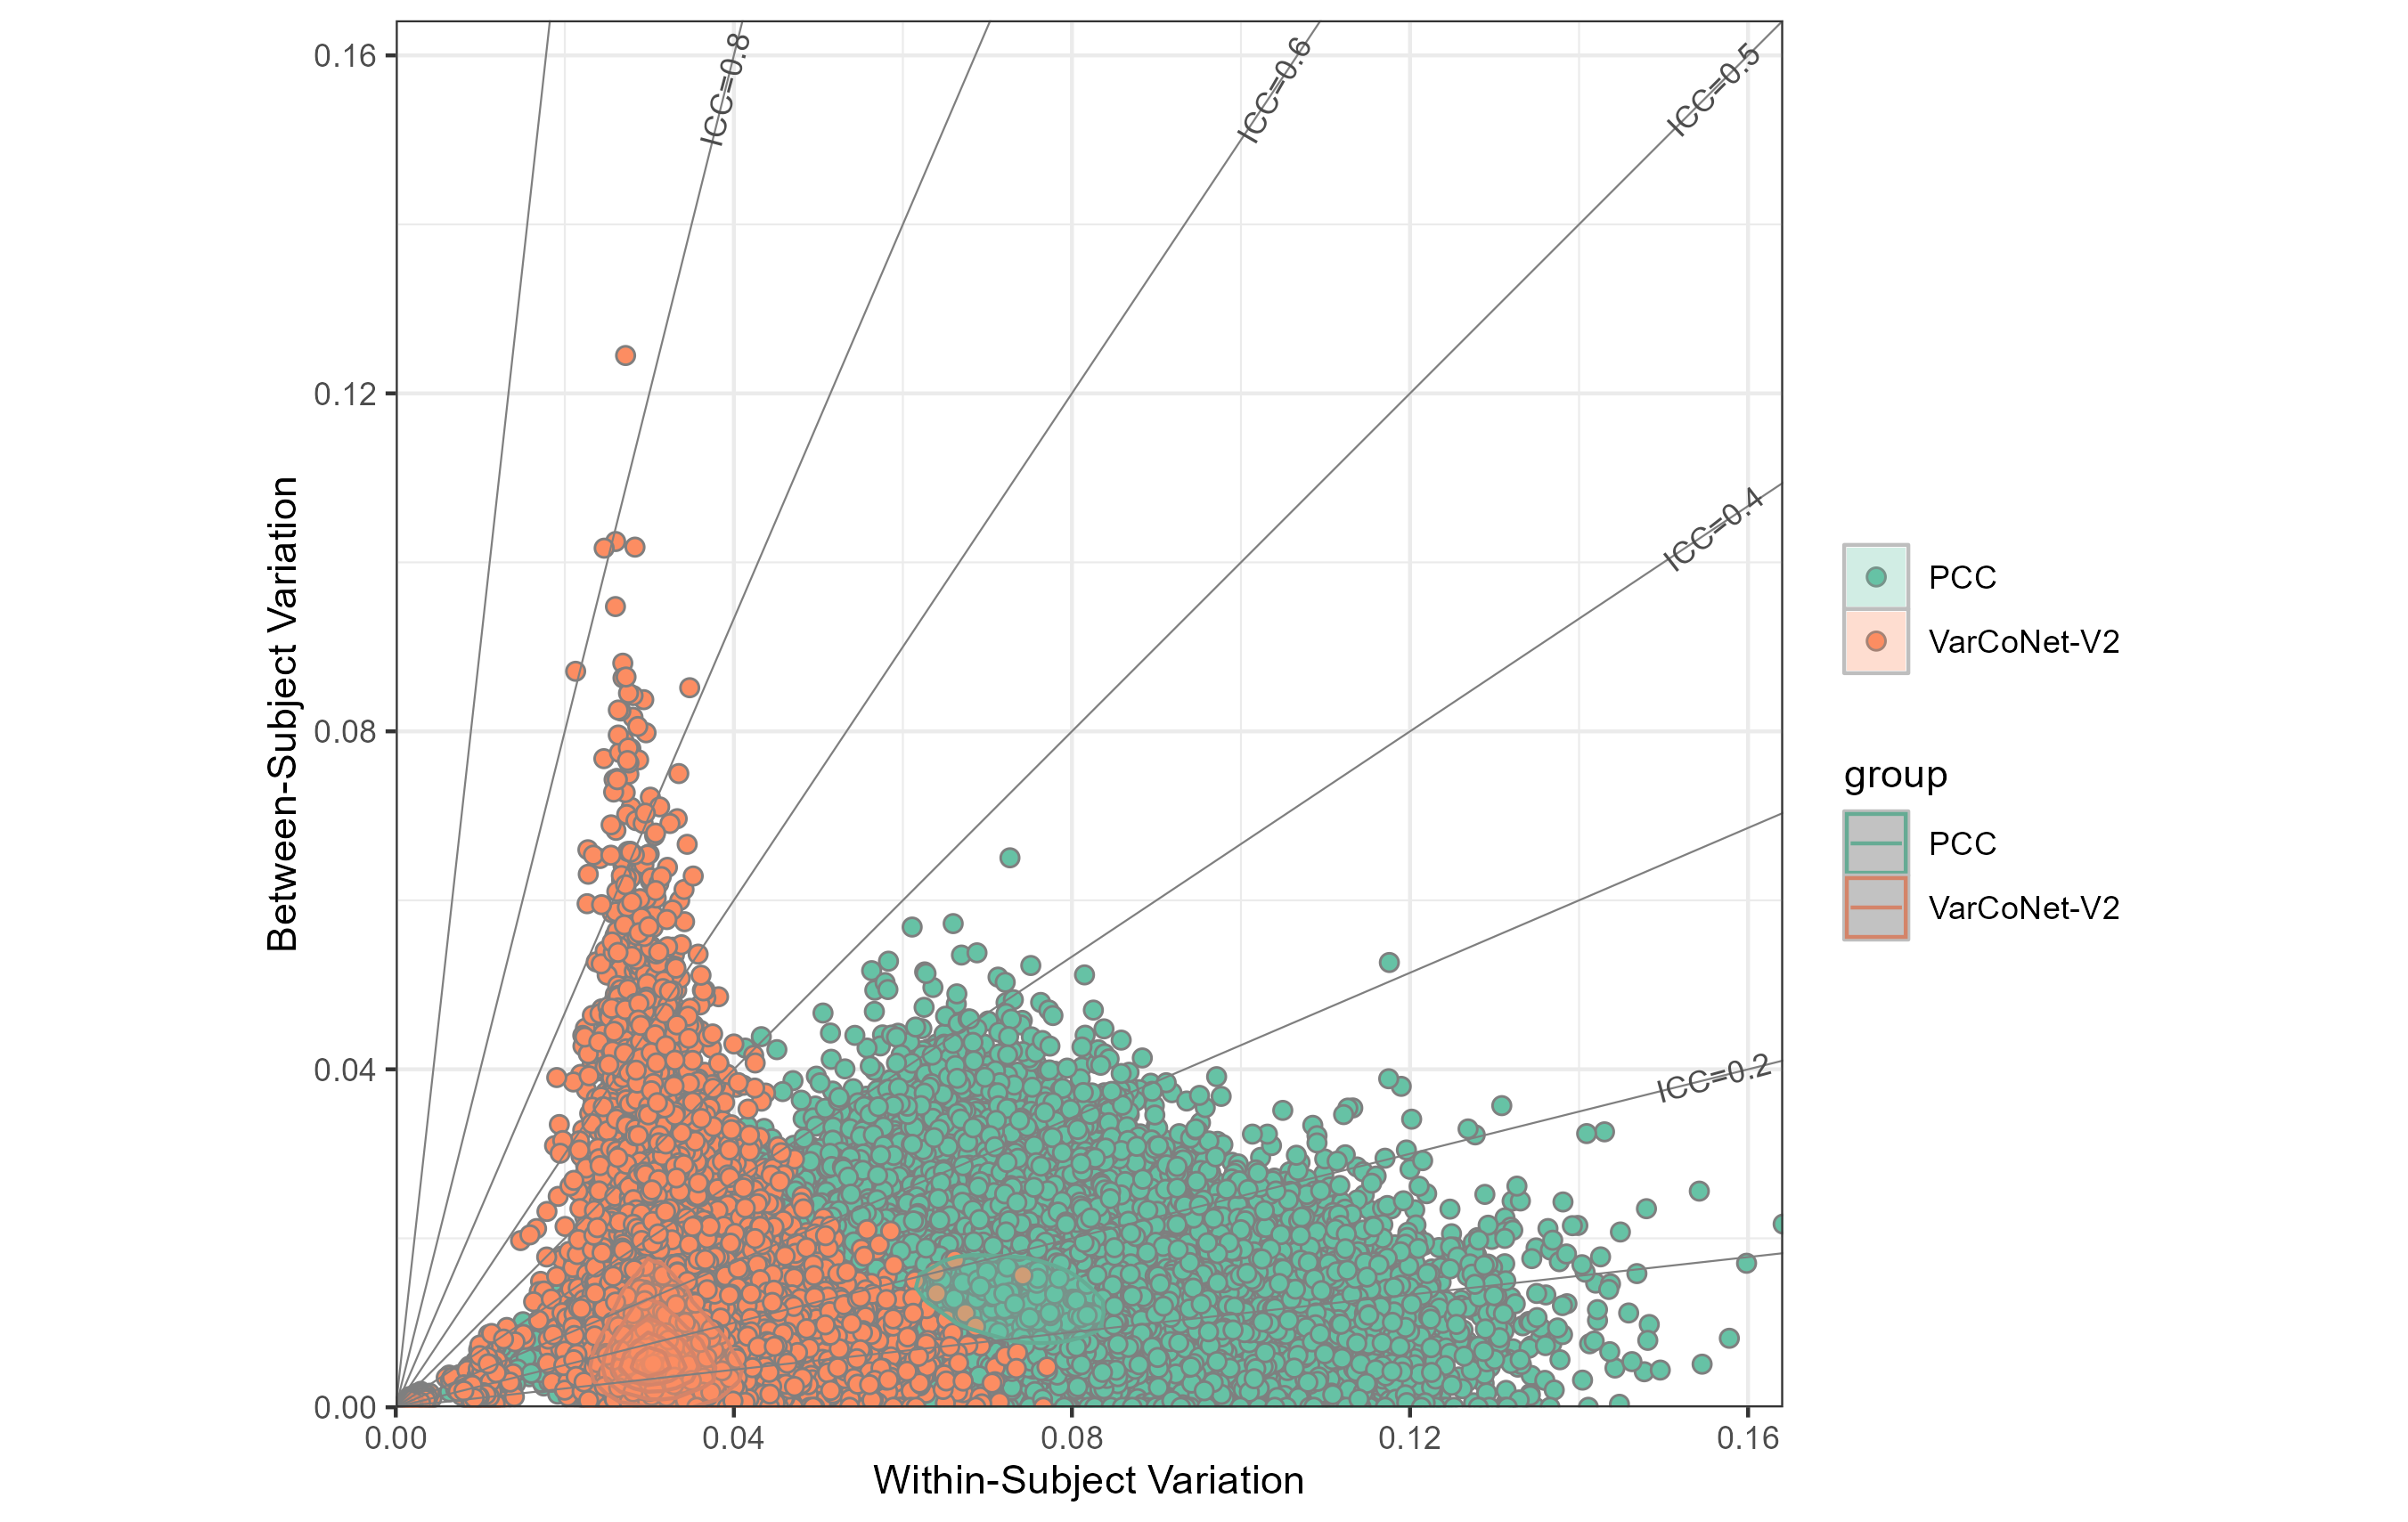 0.16
0.12
0.08
0.04
0.00
Between-Subject Variation
ICC=0.8
ICC=0.6
ICC=0.5
ICC=0.4
ICC=0.2
0.00
0.04
0.08
0.12
0.16
Within-Subject Variation
PCC
VarCoNet-V2
group
PCC
VarCoNet-V2